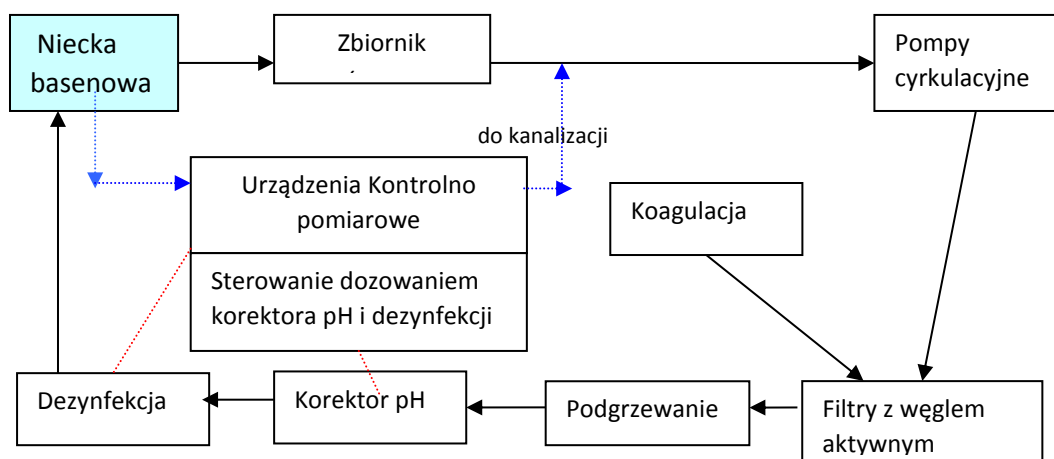 Niecka
basenowa
Zbiornik
Pompy
cyrkulacyjne
do kanalizacji
Urządzenia Kontrolno
pomiarowe
Koagulacja
Sterowanie dozowaniem
korektora pH i dezynfekcji
Dezynfekcja
Korektor pH
Podgrzewanie
Filtry z węglem
aktywnym